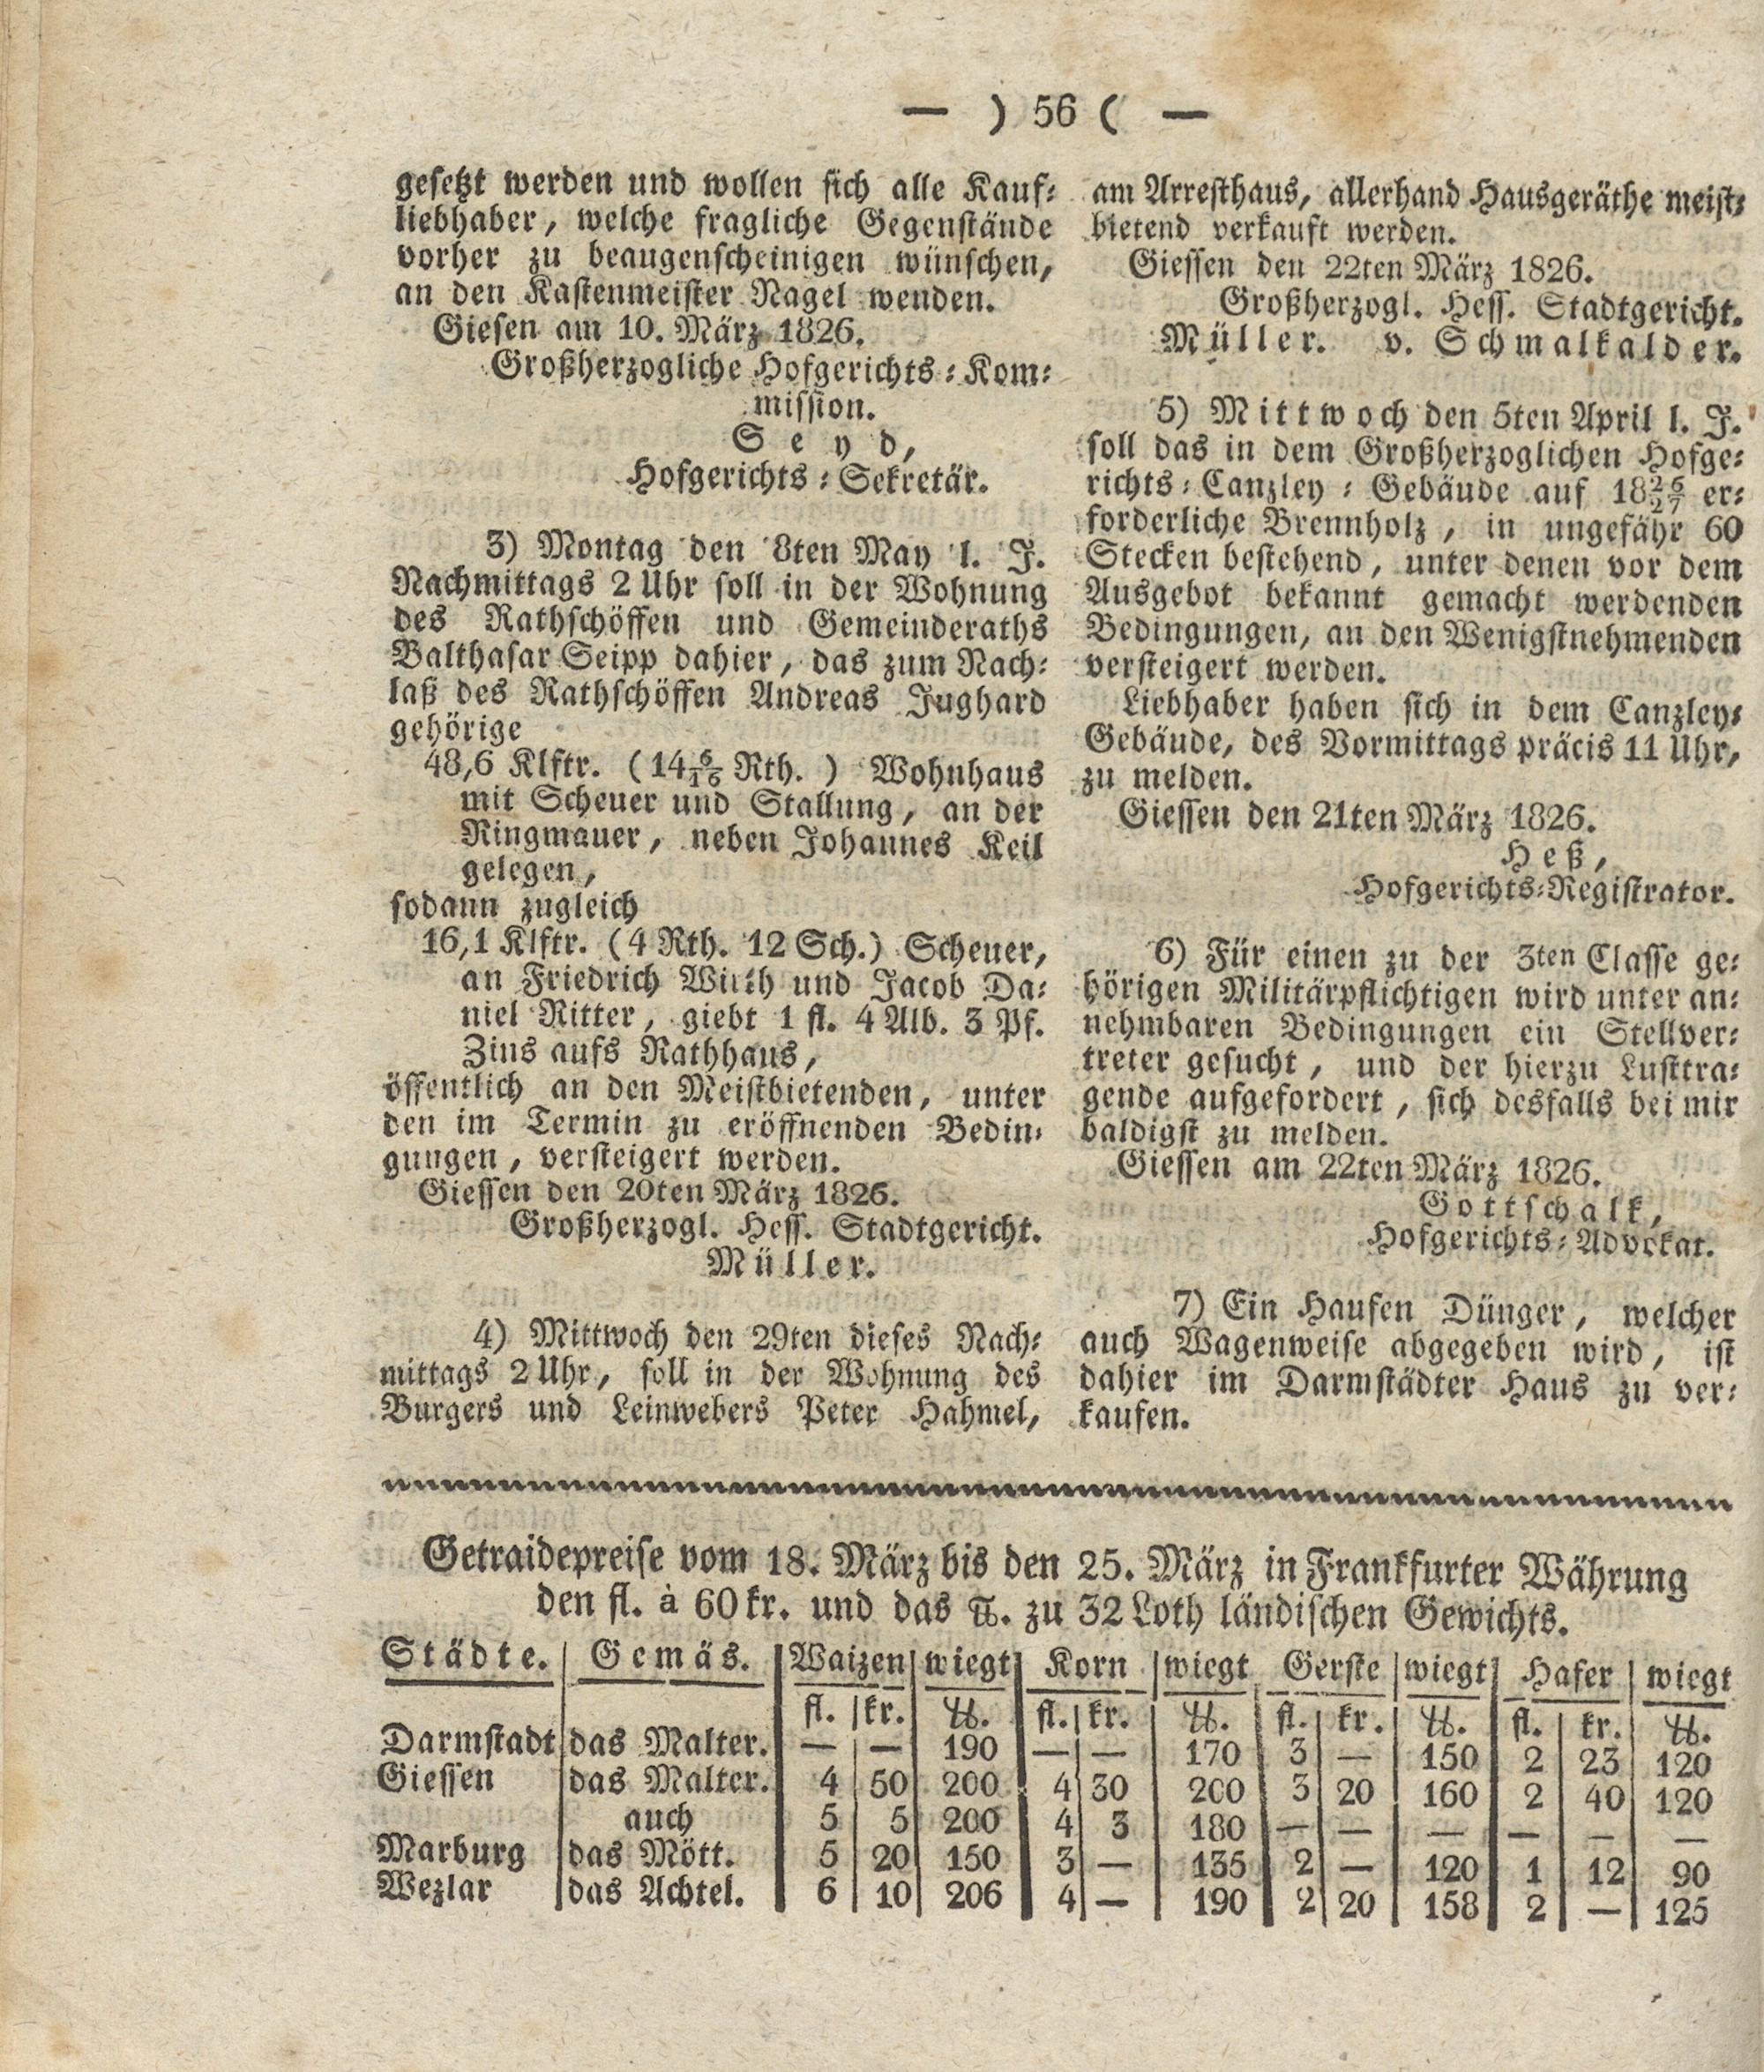 — ) 56 ( —
gesetzt werden und wollen sich alle Kauf-
liebhaber, welche fragliche Gegenstände
vorher zu beaugenscheinigen wünschen,
an den Kastenmeister Nagel wenden.
Giesen am 10. März 1826.
Großherzogliche Hofgerichts-Kom-
mission.
Seyd,
Hofgerichts-Sekretär.
3) Montag den 8ten May l. J.
Nachmittags 2 Uhr soll in der Wohnung
des Rathschöffen und Gemeinderaths
Balthasar Seipp dahier, das zum Nach-
laß des Rathschöffen Andreas Jughard
gehörige
48,6 Klftr. (14 6/16 Rth.) Wohnhaus
mit Scheuer und Stallung, an der
Ringmauer, neben Johannes Keil
gelegen,
sodann zugleich
16,1 Klftr. (4 Rth. 12 Sch.) Scheuer,
an Friedrich Wirth und Jacob Da-
niel Ritter, giebt 1 fl. 4 Alb. 3 Pf.
Zins aufs Rathhaus,
öffentlich an den Meistbietenden, unter
den im Termin zu eröffnenden Bedin-
gungen, versteigert werden.
Giessen den 20ten März 1826.
Großherzogl. Hess. Stadtgericht.
Müller.
4) Mittwoch den 29ten dieses Nach-
mittags 2 Uhr, soll in der Wohnung des
Burgers und Leinwebers Peter Hahmel,
am Arresthaus, allerhand Hausgeräthe meist-
bietend verkauft werden.
Giessen den 22ten März 1826.
Großherzogl. Hess. Stadtgericht.
Müller. v. Schmalkalder.
5) Mittwoch den 5ten April l. J.
soll das in dem Großherzoglichen Hofge-
richts-Canzley-Gebäude auf 18 26/27 er-
forderliche Brennholz, in ungefähr 60
Stecken bestehend, unter denen vor dem
Ausgebot bekannt gemacht werdenden
Bedingungen, an den Wenigstnehmenden
versteigert werden.
Liebhaber haben sich in dem Canzley-
Gebäude, des Vormittags präcis 11 Uhr,
zu melden.
Giessen den 21ten März 1826.
Heß,
Hofgerichts-Registrator.
6) Für einen zu der 3ten Classe ge-
hörigen Militärpflichtigen wird unter an-
nehmbaren Bedingungen ein Stellver-
treter gesucht, und der hierzu Lusttra-
gende aufgefordert, sich desfalls bei mir
baldigst zu melden.
Giessen am 22ten März 1826.
Gottschalk,
Hofgerichts-Advokat.
7) Ein Haufen Dünger, welcher
auch Wagenweise abgegeben wird, ist
dahier im Darmstädter Haus zu ver-
kaufen.
Getraidepreise vom 18. März bis den 25. März in Frankfurter Währung
den fl. à 60 kr. und das ℔. zu 32 Loth ländischen Gewichts.
Städte. Gemäs. Waizen wiegt Korn wiegt Gerste wiegt Hafer wiegt
fl. kr. ℔. fl. kr. ℔. fl. kr. ℔. fl. kr. ℔.
Darmstadt das Malter. — — 190 — — 170 3 — 150 2 23 120
Giessen das Malter. 4 50 200 4 30 200 3 20 160 2 40 120
auch 5 5 200 4 3 180 — — — — — —
Marburg das Mött. 5 20 150 3 — 135 2 — 120 1 12 90
Wezlar das Achtel. 6 10 206 4 — 190 2 20 158 2 — 125